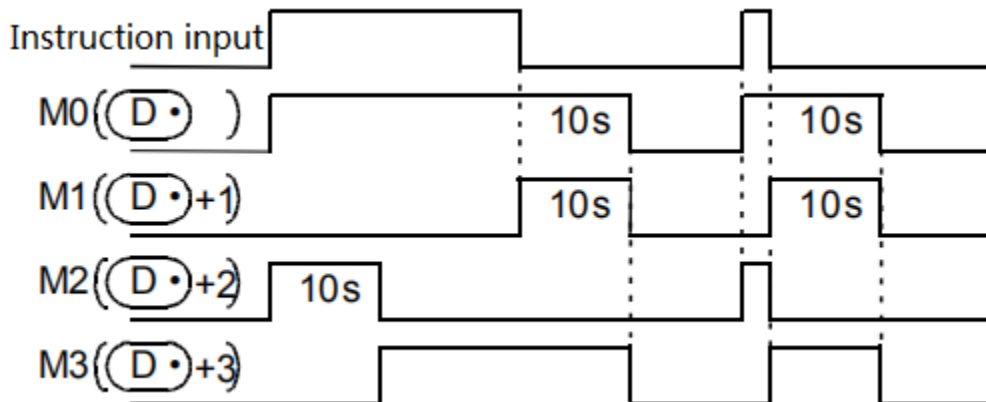 Instruction input
M0(D· ) 10s 10s
M1(D·+1) 10s 10s
M2(D·+2) 10s
M3(D·+3)